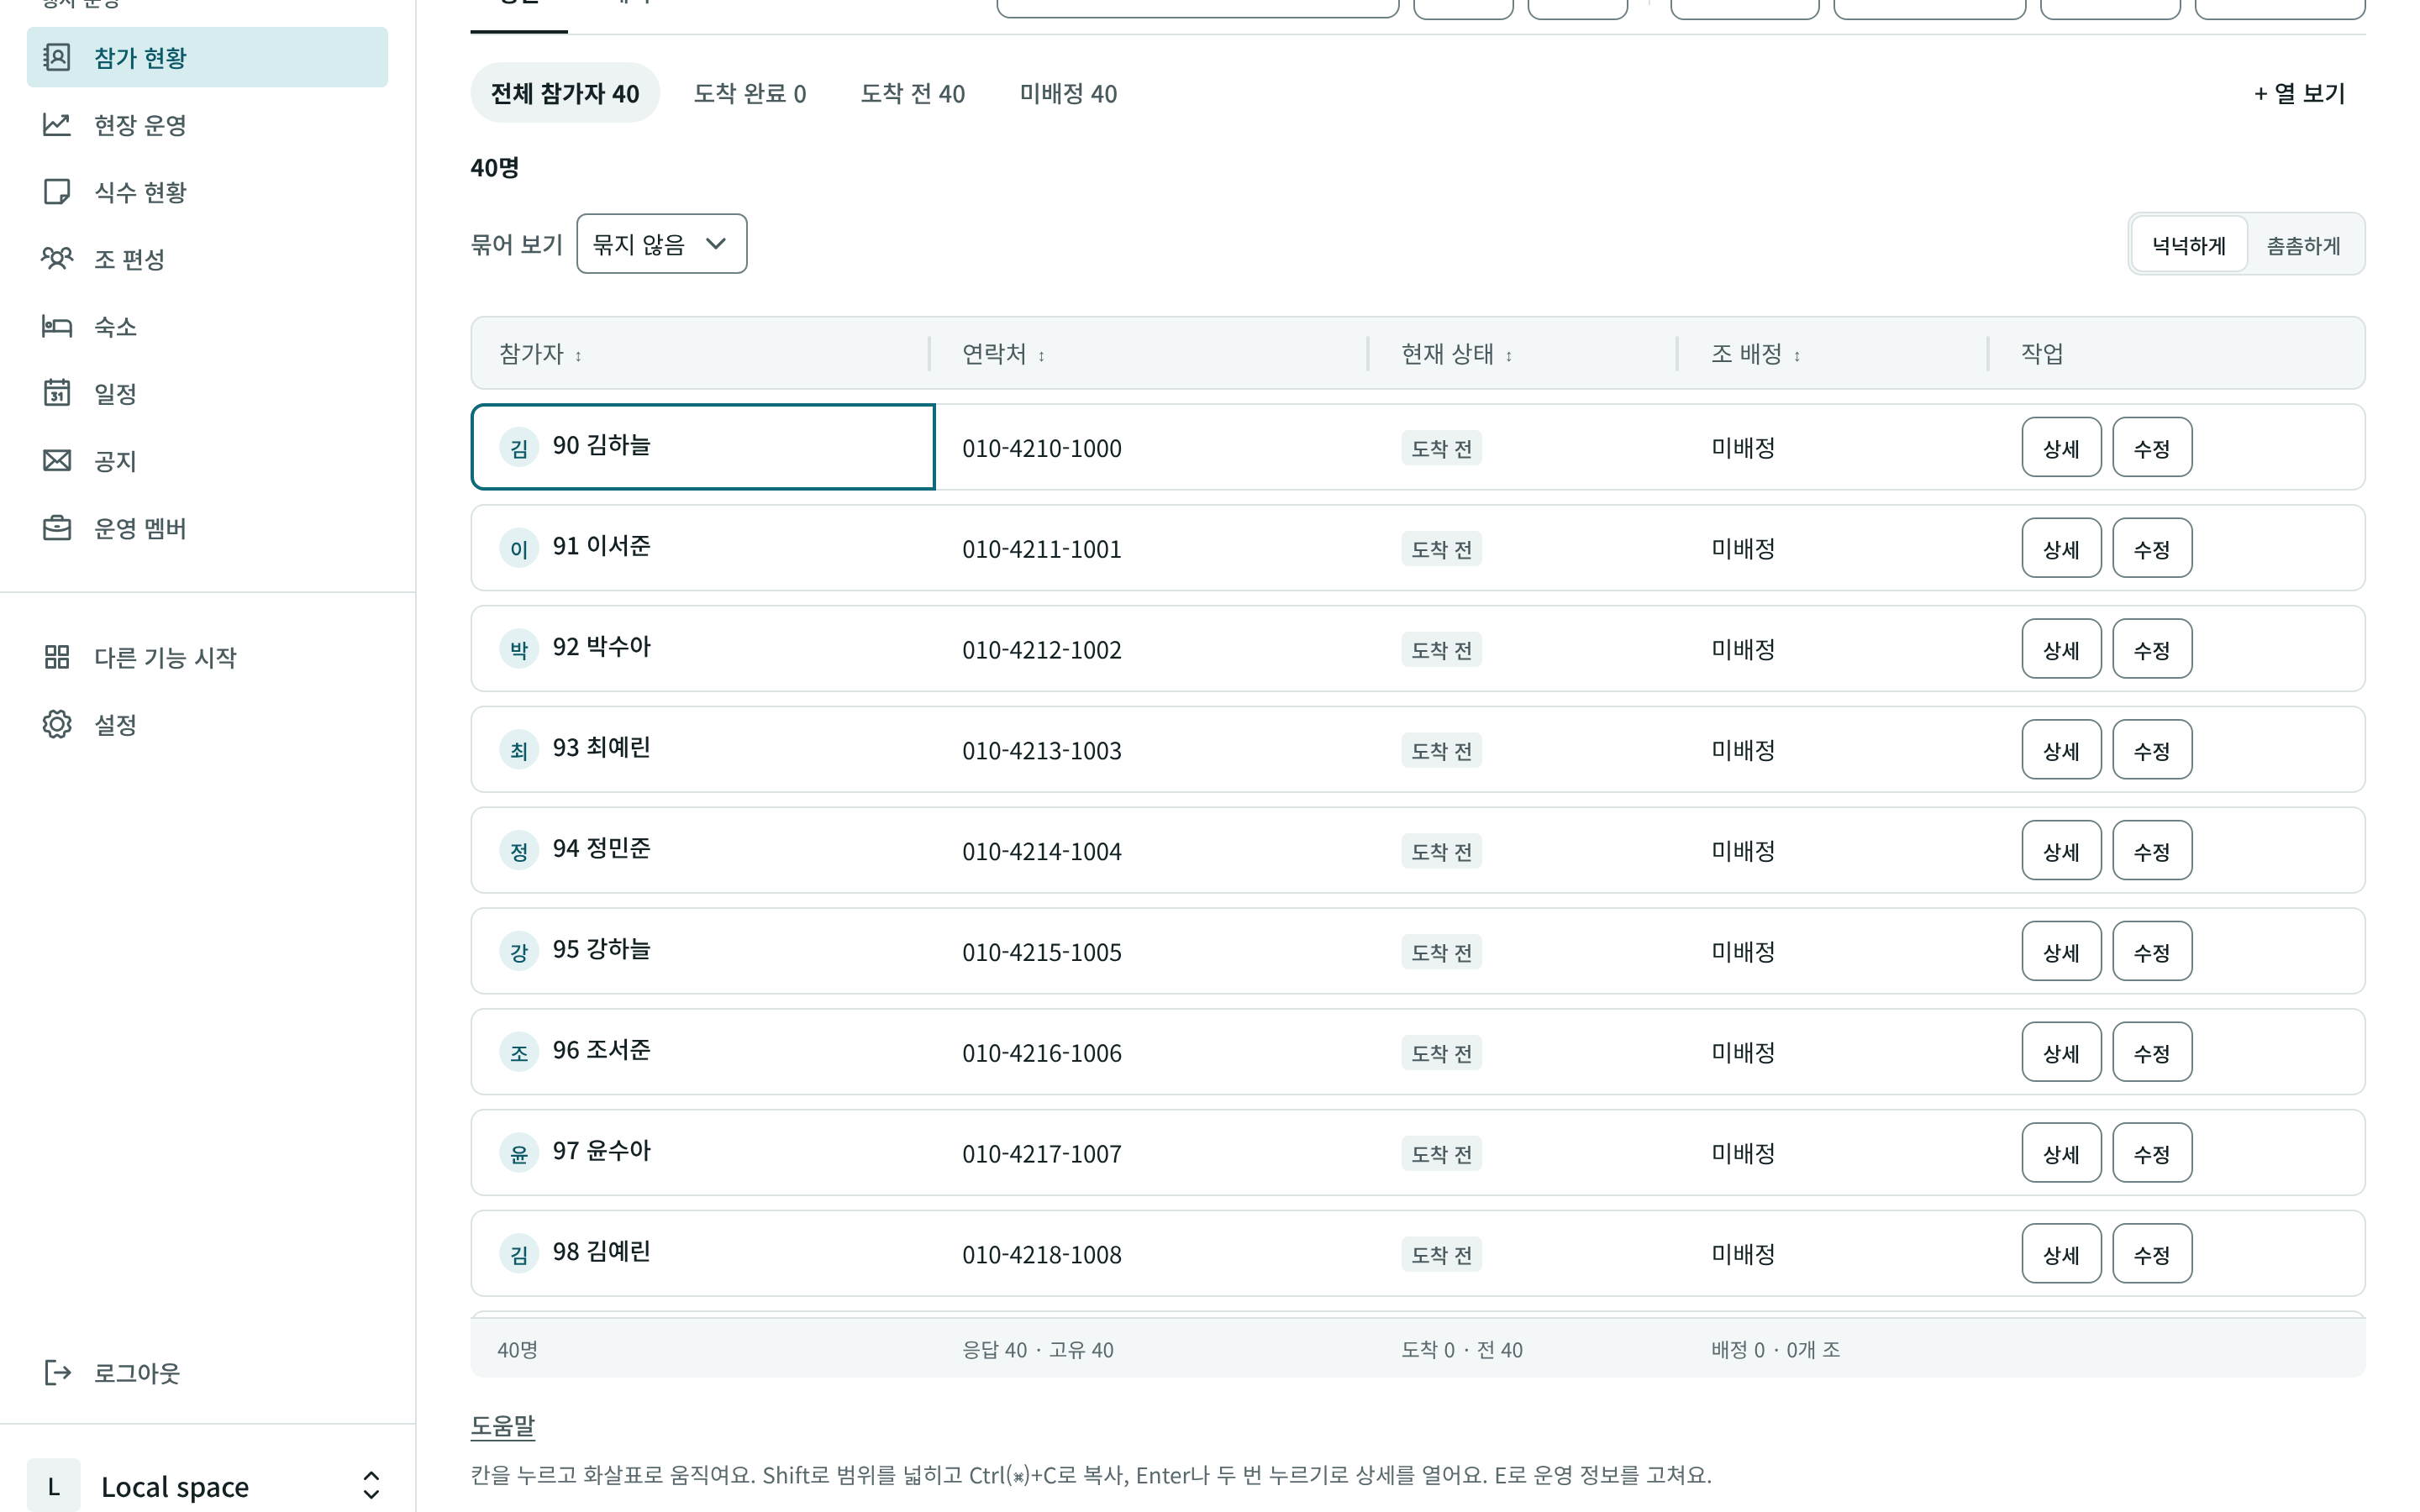 참가 현황
현장 운영
식수 현황
조 편성
숙소
31
일정
공지
운영 멤버
다른 기능 시작
설정
로그아웃
L Local space
전체 참가자 40 도착 완료 0 도착 전 40 미배정 40 + 열 보기
40명
묶어 보기 묶지 않음 넉넉하게 촘촘하게
참가자 ↕ 연락처 ↕ 현재 상태 ↕ 조 배정 ↕ 작업
김 90 김하늘 010-4210-1000 도착 전 미배정 상세 수정
이 91 이서준 010-4211-1001 도착 전 미배정 상세 수정
박 92 박수아 010-4212-1002 도착 전 미배정 상세 수정
최 93 최예린 010-4213-1003 도착 전 미배정 상세 수정
정 94 정민준 010-4214-1004 도착 전 미배정 상세 수정
강 95 강하늘 010-4215-1005 도착 전 미배정 상세 수정
조 96 조서준 010-4216-1006 도착 전 미배정 상세 수정
윤 97 윤수아 010-4217-1007 도착 전 미배정 상세 수정
김 98 김예린 010-4218-1008 도착 전 미배정 상세 수정
40명 응답 40 · 고유 40 도착 0 · 전 40 배정 0 · 0개 조
도움말
칸을 누르고 화살표로 움직여요. Shift로 범위를 넓히고 Ctrl(⌘)+C로 복사, Enter나 두 번 누르기로 상세를 열어요. E로 운영 정보를 고쳐요.